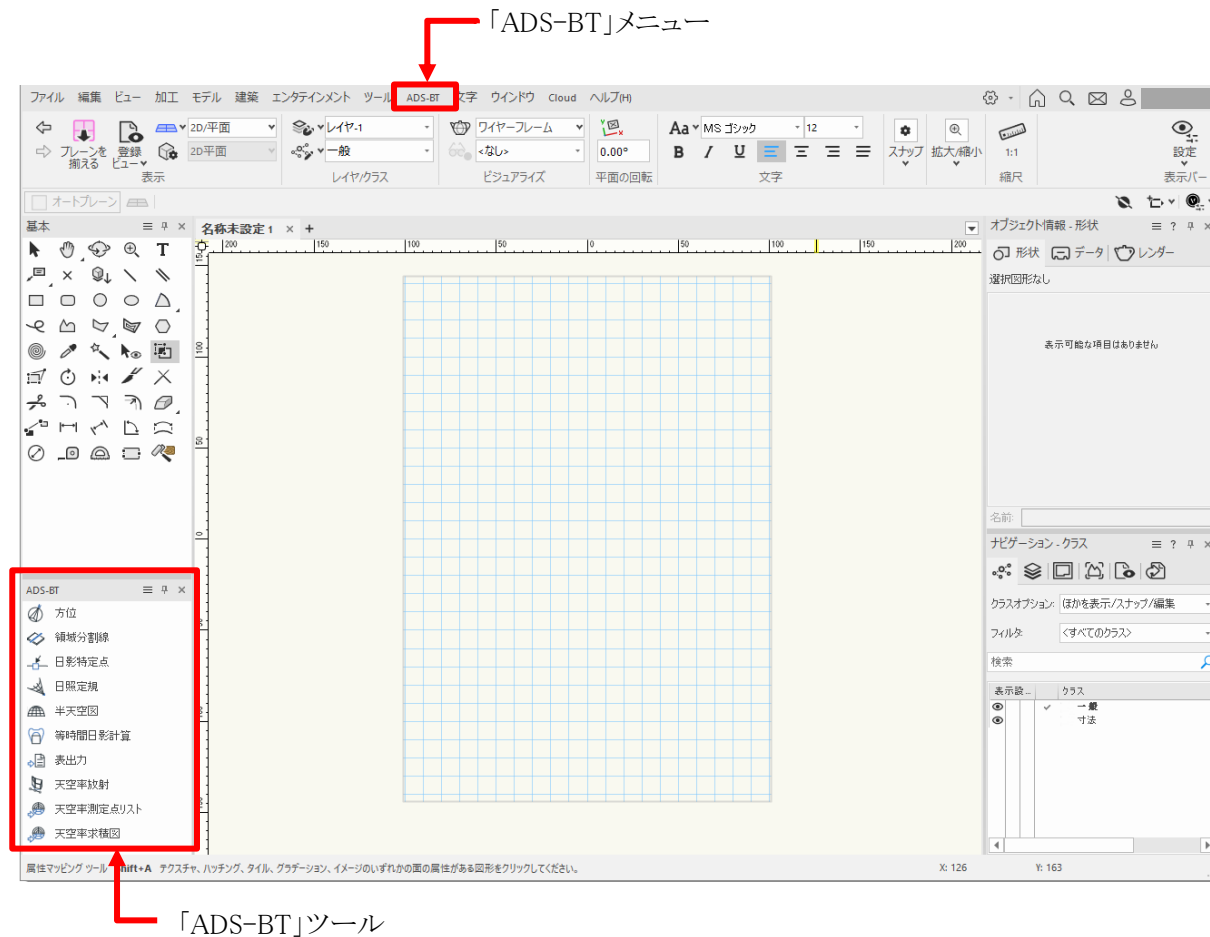 「ADS-BT」メニュー
ファイル 編集 ビュー 加工 モデル 建築 エンタテインメント ツール ADS-BT 文字 ウインドウ Cloud ヘルプ(H)
プレーンを揃える 登録ビュー 2D/平面 レイヤ-1 ワイヤーフレーム Aa MS ゴシック 12 スナップ 拡大/縮小 1:1 設定
2D平面 一般 <なし> 0.00° B I U
表示 レイヤ/クラス ビジュアライズ 平面の回転 文字 縮尺 表示バー
オートプレーン
基本
名称未設定 1 × +
オブジェクト情報 - 形状
200 150 100 50 0 50 100 150 200
形状 データ レンダー
選択図形なし
表示可能な項目はありません
名前:
ナビゲーション - クラス
クラスオプション: ほかを表示/スナップ/編集
フィルタ: <すべてのクラス>
検索
表示設... クラス
一般
寸法
ADS-BT
方位
領域分割線
日影特定点
日照定規
半天空図
等時間日影計算
表出力
天空率放射
天空率測定点リスト
天空率求積図
属性マッピング ツール hift+A テクスチャ、ハッチング、タイル、グラデーション、イメージのいずれかの面の属性がある図形をクリックしてください。
X: 126 Y: 163
「ADS-BT」ツール